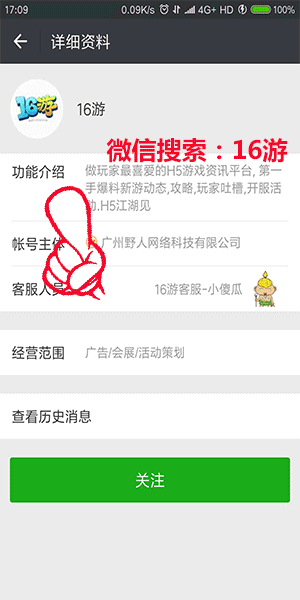 17:09
0.09K/s
4G+ HD
100%
详细资料
16游
16游
微信搜索：16游
功能介绍
做玩家最喜爱的H5游戏资讯平台, 第一
手爆料新游动态,攻略,玩家吐槽,开服活
动.H5江湖见
帐号主体
广州野人网络科技有限公司
客服人员
16游客服-小傻瓜
经营范围
广告/会展/活动策划
查看历史消息
关注